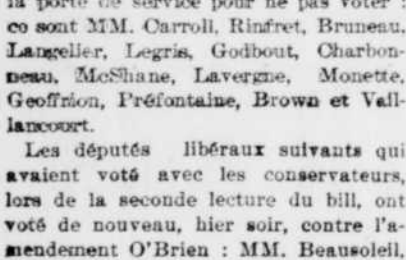 la porte de service pour ne pas voter :
ce sont MM. Carroll, Rinfret, Bruneau,
Langelier, Legris, Godbout, Charbon-
neau, McShane, Lavergne, Monette,
Geoffrion, Préfontaine, Brown et Vail-
lancourt.
Les députés libéraux suivants qui
avaient voté avec les conservateurs,
lors de la seconde lecture du bill, ont
voté de nouveau, hier soir, contre l'a-
mendement O'Brien : MM. Beausoleil,